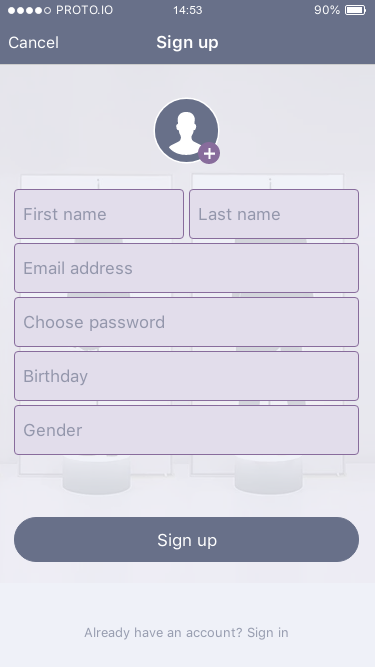 PROTO.IO 14:53 90%
Cancel Sign up
First name Last name
Email address
Choose password
Birthday
Gender
Sign up
Already have an account? Sign in